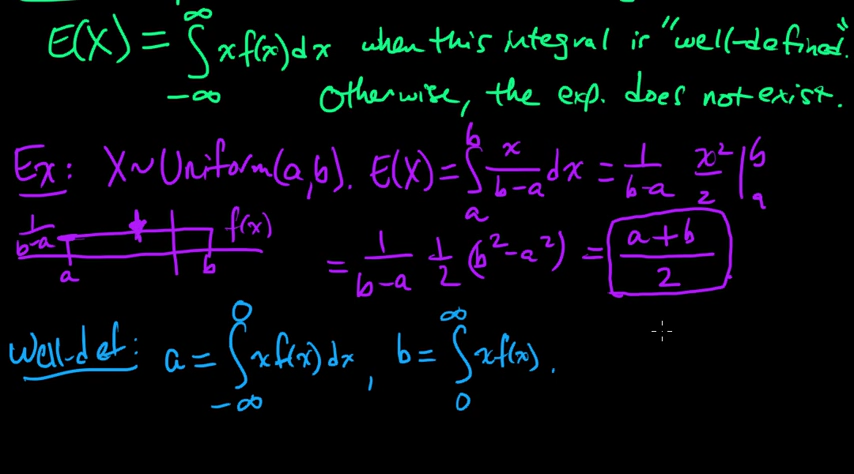 E(X) = ∫_{-∞}^{∞} x f(x) dx when this integral is "well-defined".
Otherwise, the exp. does not exist.
Ex: X ~ Uniform(a,b). E(X) = ∫_a^b x/(b-a) dx = 1/(b-a) x²/2 |_a^b
1/(b-a) a b f(x) = 1/(b-a) 1/2 (b²-a²) = (a+b)/2
Well-def: a = ∫_{-∞}^{0} x f(x) dx, b = ∫_0^∞ x f(x).